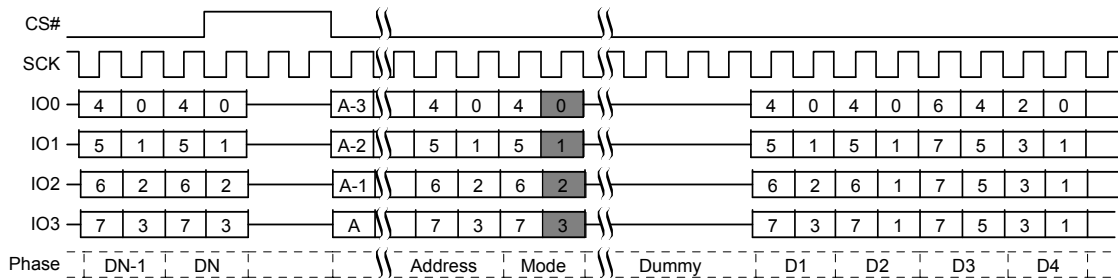 CS#
SCK
IO0 4 0 4 0 A-3 4 0 4 0 4 0 4 0 6 4 2 0
IO1 5 1 5 1 A-2 5 1 5 1 5 1 5 1 7 5 3 1
IO2 6 2 6 2 A-1 6 2 6 2 6 2 6 1 7 5 3 1
IO3 7 3 7 3 A 7 3 7 3 7 3 7 1 7 5 3 1
Phase DN-1 DN Address Mode Dummy D1 D2 D3 D4